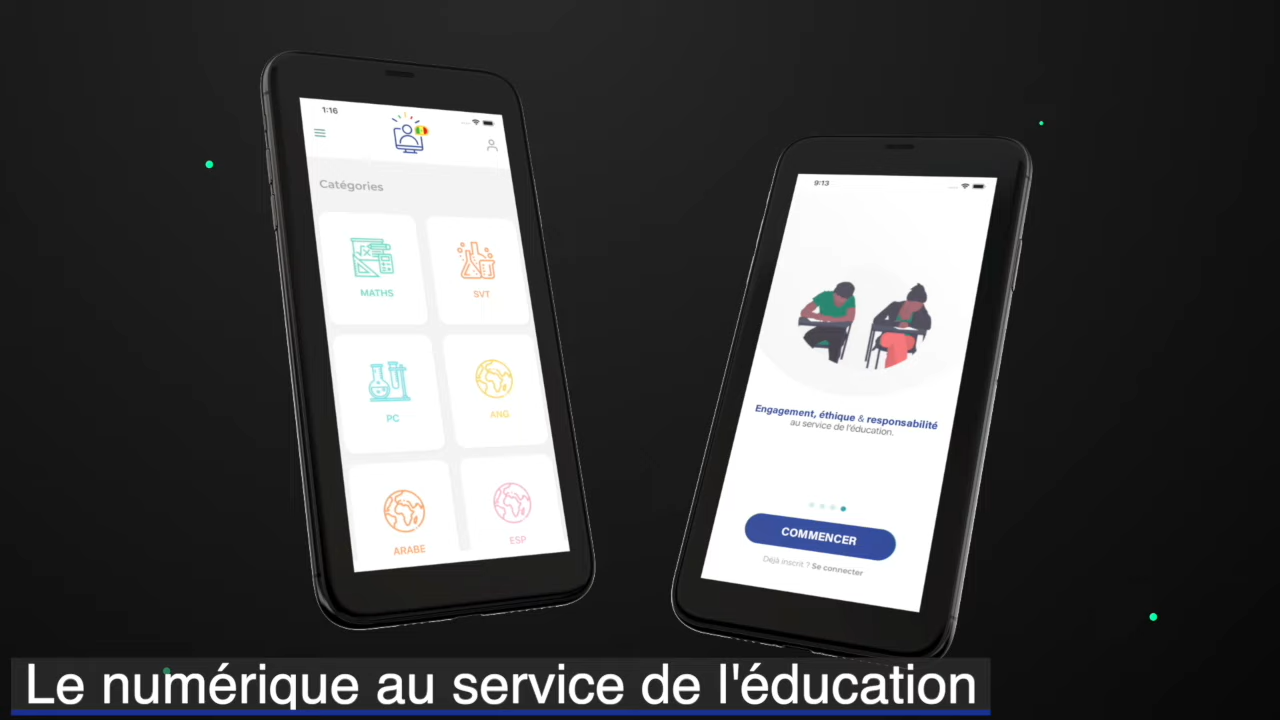 1:16
Catégories
MATHS
SVT
PC
ANG
ARABE
ESP
9:13
Engagement, éthique & responsabilité
au service de l'éducation.
COMMENCER
Déjà inscrit ? Se connecter
Le numérique au service de l'éducation